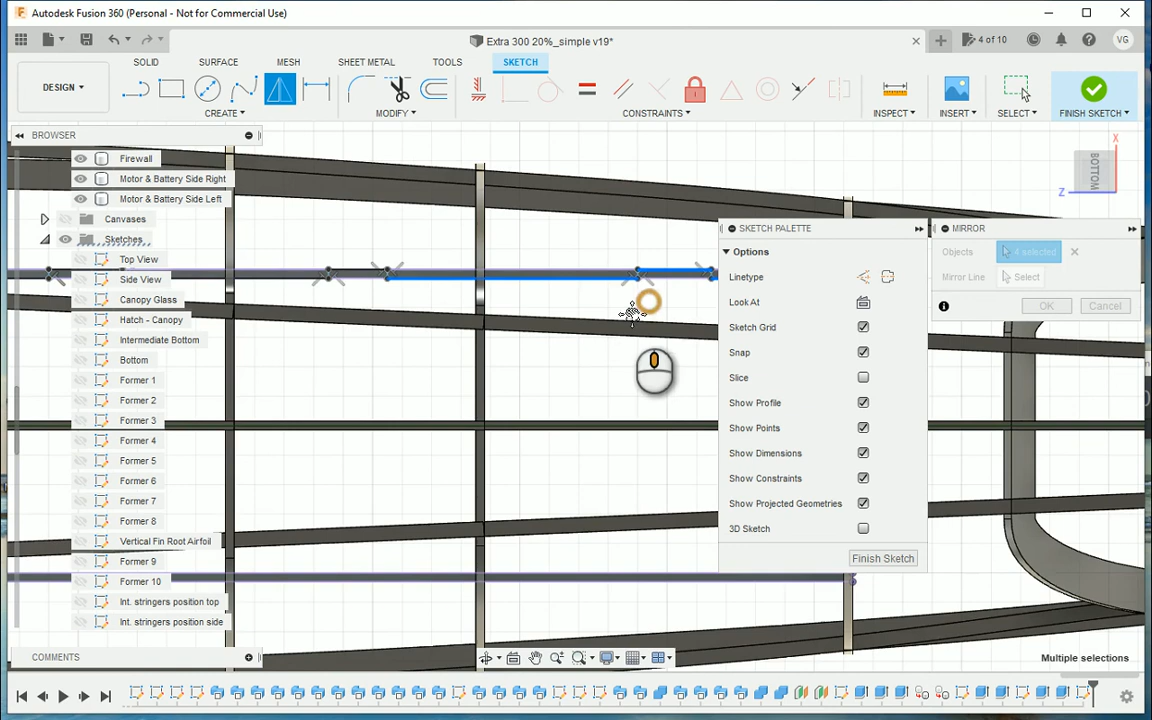 Autodesk Fusion 360 (Personal - Not for Commercial Use)
Extra 300 20%_simple v19*
4 of 10
VG
DESIGN
SOLID
SURFACE
MESH
SHEET METAL
TOOLS
SKETCH
CREATE
MODIFY
CONSTRAINTS
INSPECT
INSERT
SELECT
FINISH SKETCH
BROWSER
Firewall
Motor & Battery Side Right
Motor & Battery Side Left
Canvases
Sketches
Top View
Side View
Canopy Glass
Hatch - Canopy
Intermediate Bottom
Bottom
Former 1
Former 2
Former 3
Former 4
Former 5
Former 6
Former 7
Former 8
Vertical Fin Root Airfoil
Former 9
Former 10
Int. stringers position top
Int. stringers position side
COMMENTS
X
Z
BOTTOM
SKETCH PALETTE
Options
Linetype
Look At
Sketch Grid
Snap
Slice
Show Profile
Show Points
Show Dimensions
Show Constraints
Show Projected Geometries
3D Sketch
Finish Sketch
MIRROR
Objects
4 selected
Mirror Line
Select
OK
Cancel
Multiple selections